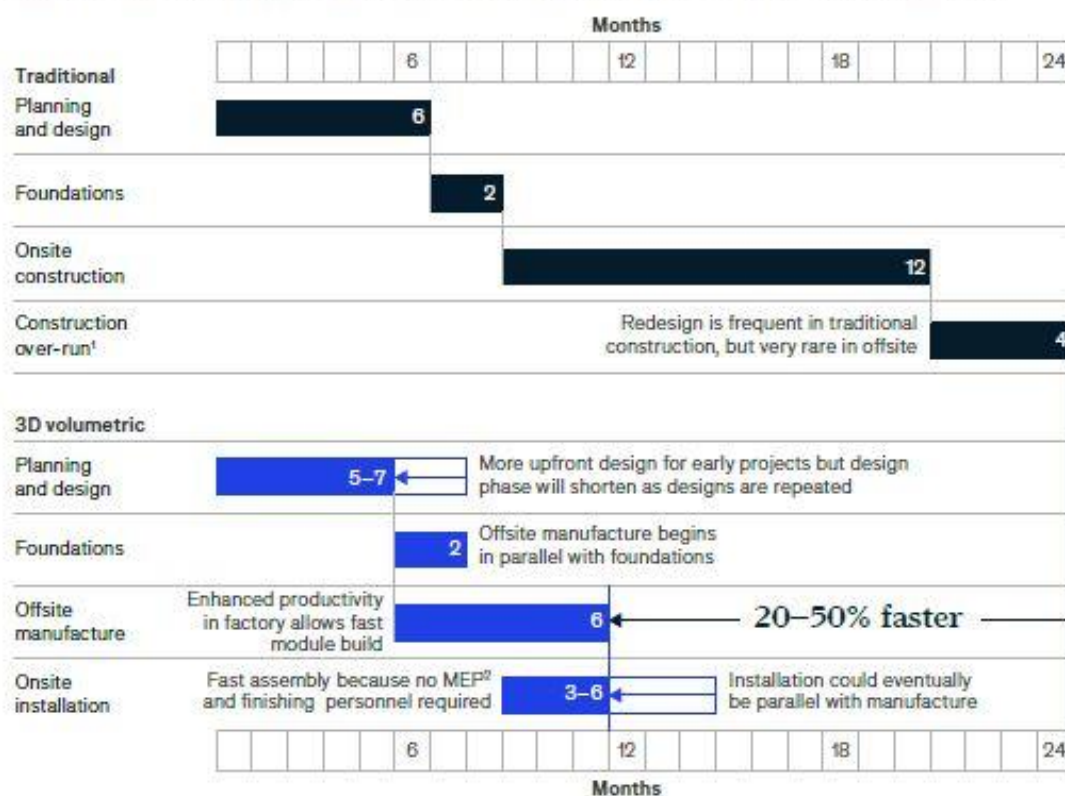 Months
6 12 18 24
Traditional
Planning
and design
6
Foundations
2
Onsite
construction
12
Construction
over-run¹
Redesign is frequent in traditional
construction, but very rare in offsite
4
3D volumetric
Planning
and design
5–7
More upfront design for early projects but design
phase will shorten as designs are repeated
Foundations
2
Offsite manufacture begins
in parallel with foundations
Offsite
manufacture
Enhanced productivity
in factory allows fast
module build
6
20–50% faster
Onsite
installation
Fast assembly because no MEP²
and finishing personnel required
3–6
Installation could eventually
be parallel with manufacture
6 12 18 24
Months